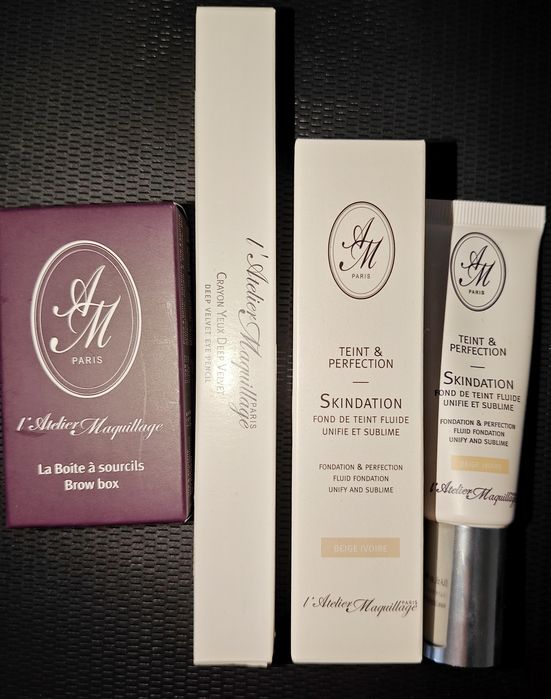 AM
PARIS
l'Atelier Maquillage
La Boite à sourcils
Brow box
l'Atelier Maquillage
PARIS
CRAYON YEUX DEEP VELVET
DEEP VELVET EYE PENCIL
AM
PARIS
TEINT &
PERFECTION
SKINDATION
FOND DE TEINT FLUIDE
UNIFIE ET SUBLIME
FONDATION & PERFECTION
FLUID FONDATION
UNIFY AND SUBLIME
BEIGE IVOIRE
l'Atelier Maquillage
PARIS
AM
PARIS
TEINT &
PERFECTION
SKINDATION
FOND DE TEINT FLUIDE
UNIFIE ET SUBLIME
FONDATION & PERFECTION
FLUID FONDATION
UNIFY AND SUBLIME
BEIGE IVOIRE
l'Atelier Maquillage